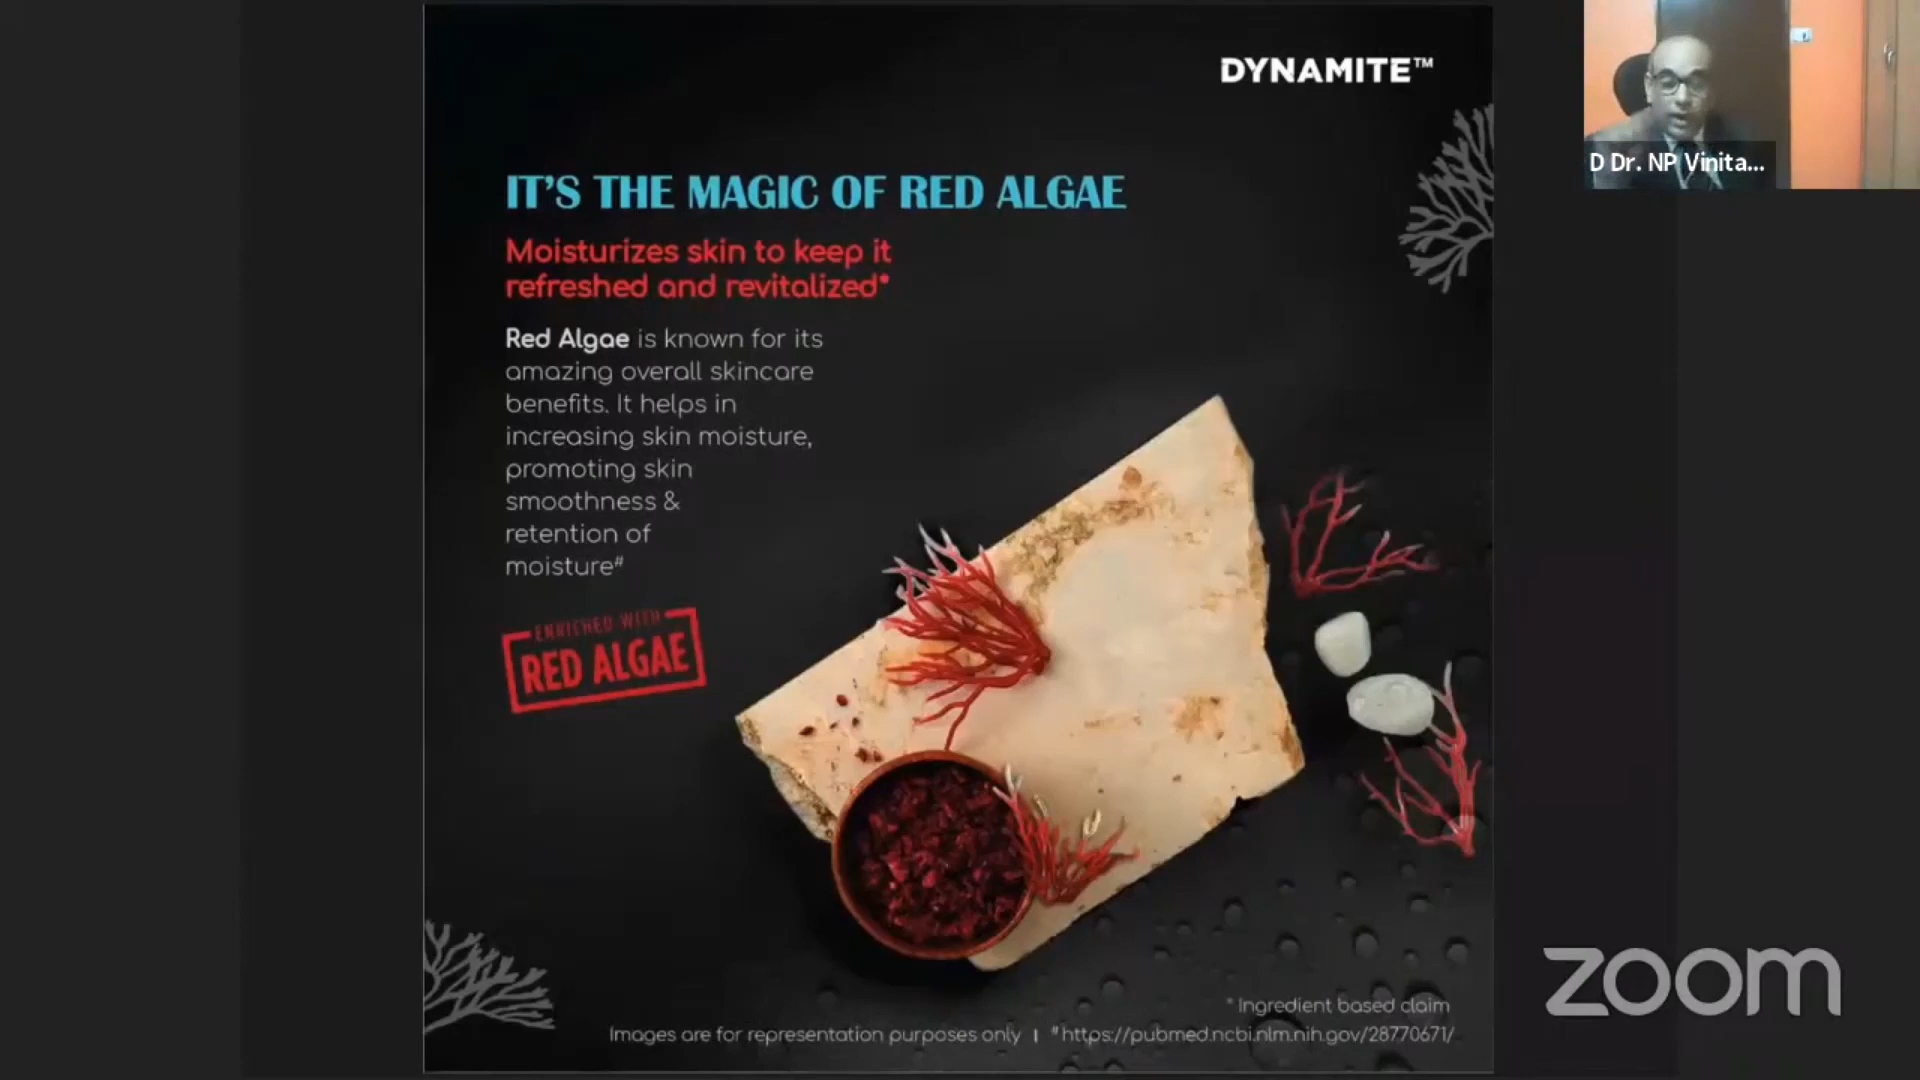 DYNAMITE™
D Dr. NP Vinita...
IT'S THE MAGIC OF RED ALGAE
Moisturizes skin to keep it
refreshed and revitalized*
Red Algae is known for its
amazing overall skincare
benefits. It helps in
increasing skin moisture,
promoting skin
smoothness &
retention of
moisture#
ENRICHED WITH
RED ALGAE
* Ingredient based claim
Images are for representation purposes only | #https://pubmed.ncbi.nlm.nih.gov/28770671/
zoom